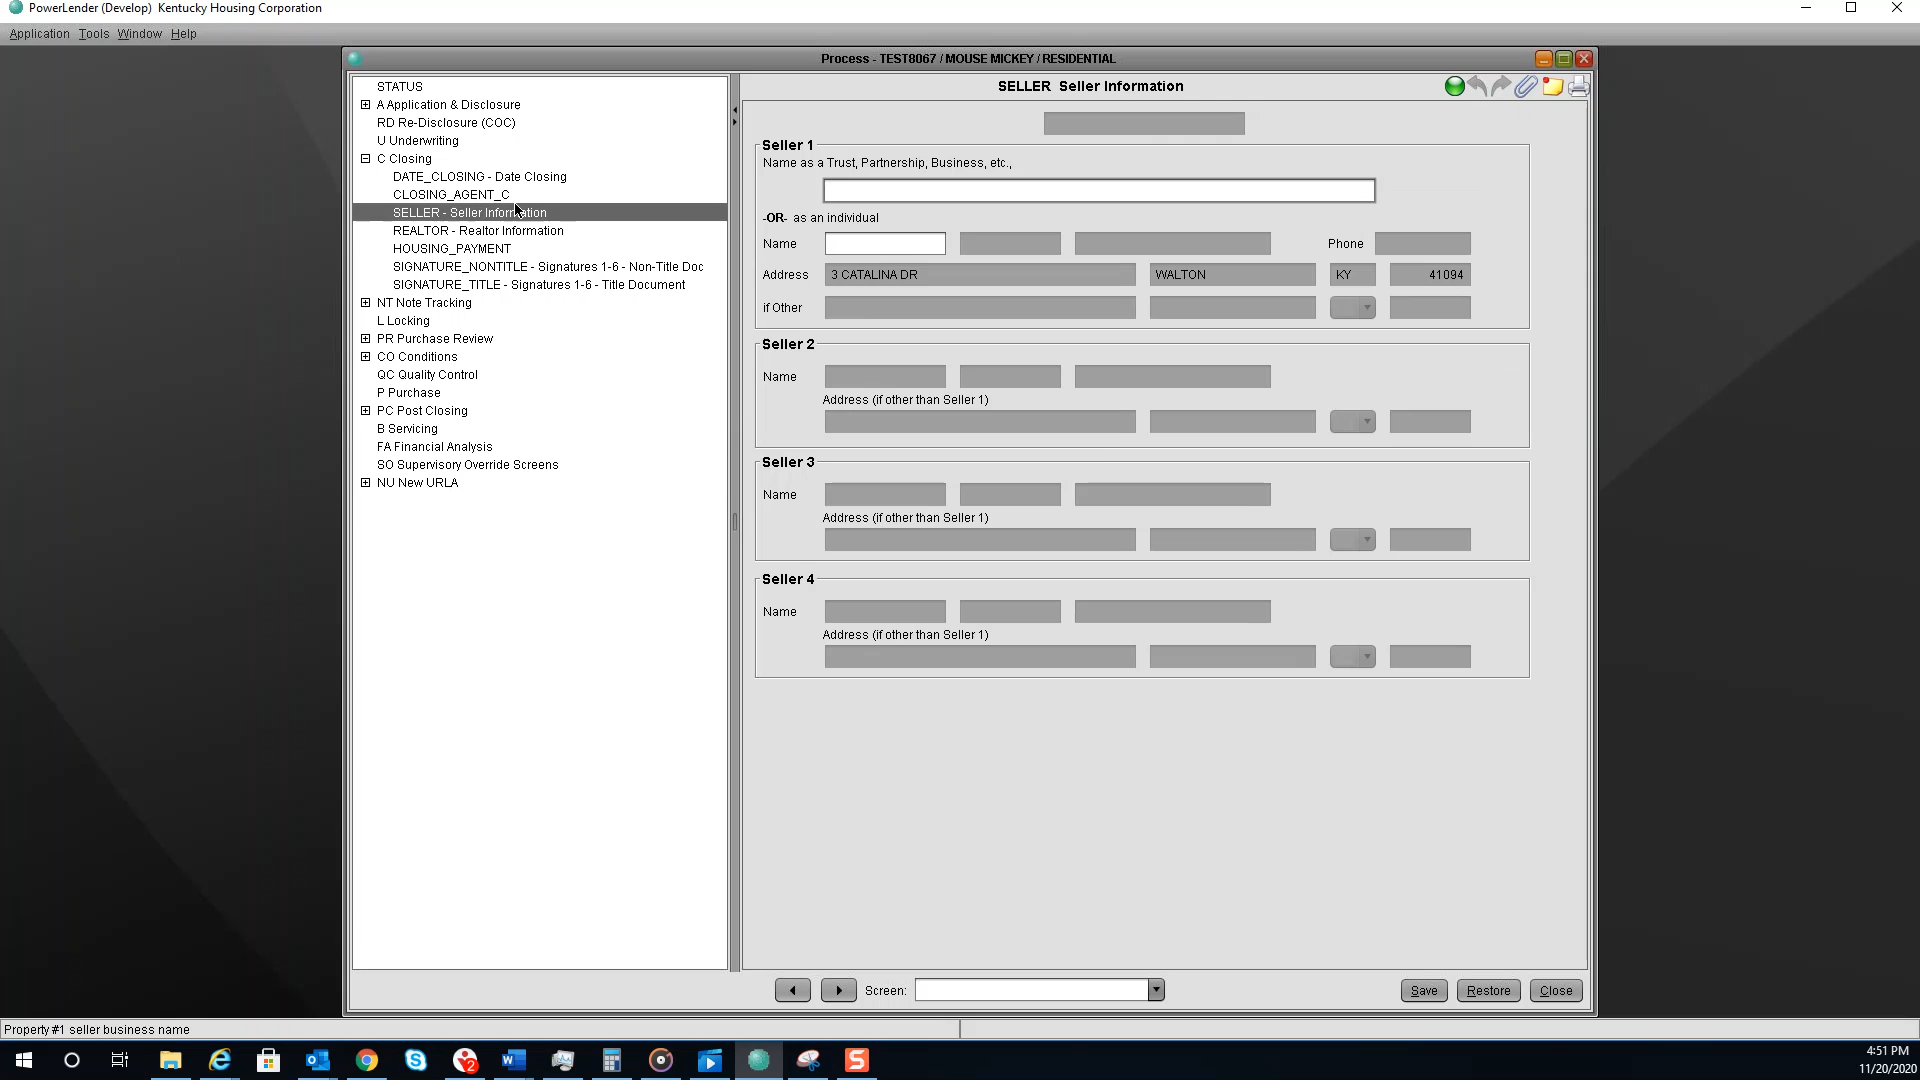 PowerLender (Develop) Kentucky Housing Corporation
Application Tools Window Help
Process - TEST8067 / MOUSE MICKEY / RESIDENTIAL
STATUS
A Application & Disclosure
RD Re-Disclosure (COC)
U Underwriting
C Closing
DATE_CLOSING - Date Closing
CLOSING_AGENT_C
SELLER - Seller Information
REALTOR - Realtor Information
HOUSING_PAYMENT
SIGNATURE_NONTITLE - Signatures 1-6 - Non-Title Doc
SIGNATURE_TITLE - Signatures 1-6 - Title Document
NT Note Tracking
L Locking
PR Purchase Review
CO Conditions
QC Quality Control
P Purchase
PC Post Closing
B Servicing
FA Financial Analysis
SO Supervisory Override Screens
NU New URLA
SELLER Seller Information
Seller 1
Name as a Trust, Partnership, Business, etc.,
-OR- as an individual
Name Phone
Address 3 CATALINA DR WALTON KY 41094
if Other
Seller 2
Name
Address (if other than Seller 1)
Seller 3
Name
Address (if other than Seller 1)
Seller 4
Name
Address (if other than Seller 1)
Screen: Save Restore Close
Property #1 seller business name
2 W S
4:51 PM
11/20/2020